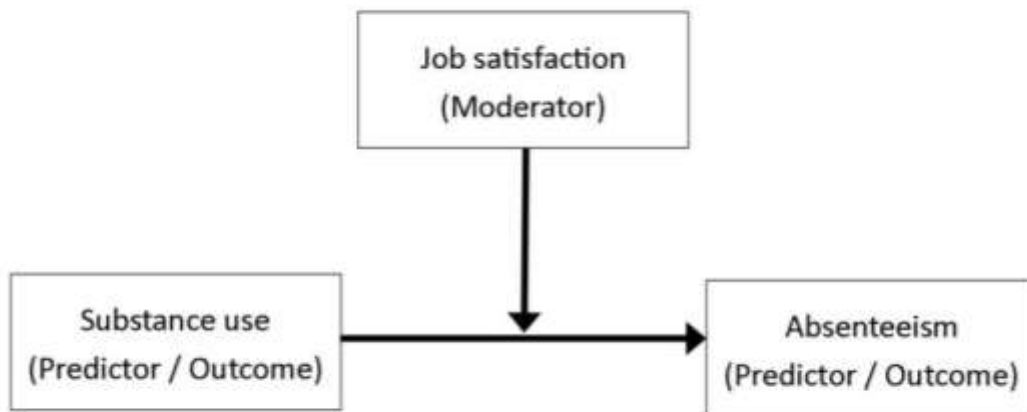 Job satisfaction
(Moderator)
Substance use
(Predictor / Outcome)
Absenteeism
(Predictor / Outcome)